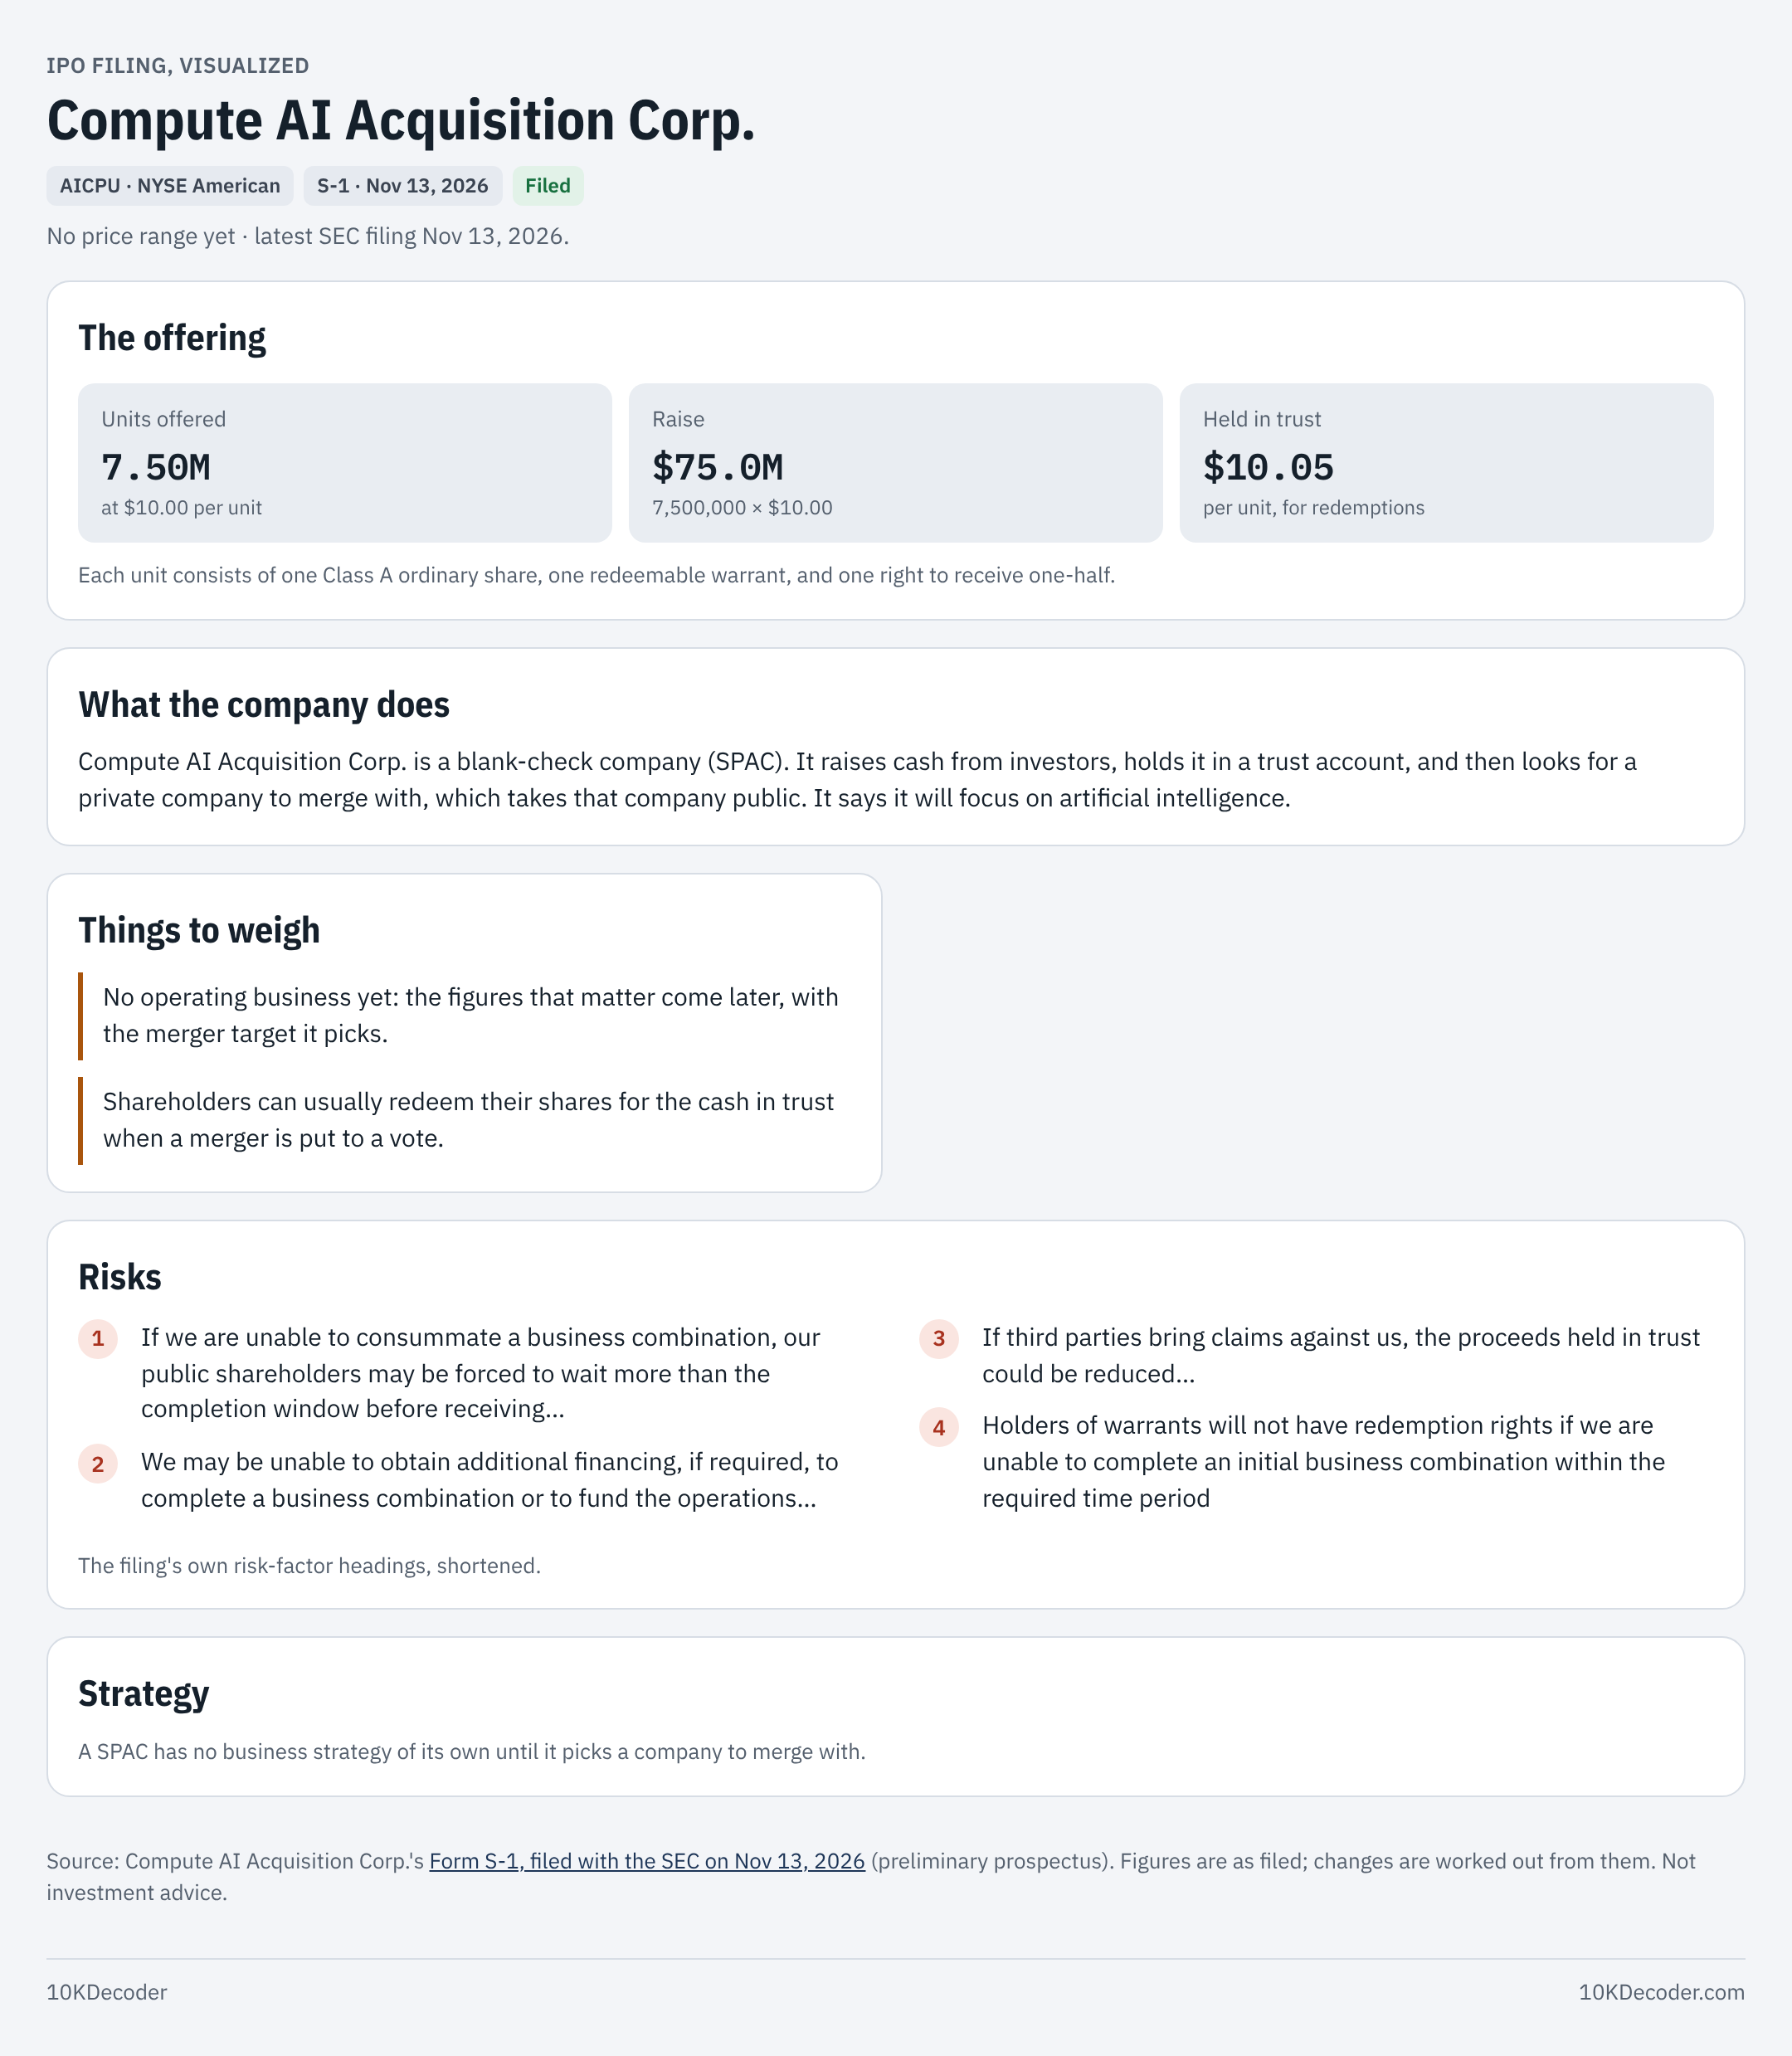 IPO FILING, VISUALIZED
Compute AI Acquisition Corp.
AICPU · NYSE American
S-1 · Nov 13, 2026
Filed
No price range yet · latest SEC filing Nov 13, 2026.
The offering
Units offered
7.50M
at $10.00 per unit
Raise
$75.0M
7,500,000 × $10.00
Held in trust
$10.05
per unit, for redemptions
Each unit consists of one Class A ordinary share, one redeemable warrant, and one right to receive one-half.
What the company does
Compute AI Acquisition Corp. is a blank-check company (SPAC). It raises cash from investors, holds it in a trust account, and then looks for a
private company to merge with, which takes that company public. It says it will focus on artificial intelligence.
Things to weigh
No operating business yet: the figures that matter come later, with
the merger target it picks.
Shareholders can usually redeem their shares for the cash in trust
when a merger is put to a vote.
Risks
1 If we are unable to consummate a business combination, our
public shareholders may be forced to wait more than the
completion window before receiving…
2 We may be unable to obtain additional financing, if required, to
complete a business combination or to fund the operations…
3 If third parties bring claims against us, the proceeds held in trust
could be reduced…
4 Holders of warrants will not have redemption rights if we are
unable to complete an initial business combination within the
required time period
The filing's own risk-factor headings, shortened.
Strategy
A SPAC has no business strategy of its own until it picks a company to merge with.
Source: Compute AI Acquisition Corp.'s Form S-1, filed with the SEC on Nov 13, 2026 (preliminary prospectus). Figures are as filed; changes are worked out from them. Not
investment advice.
10KDecoder
10KDecoder.com